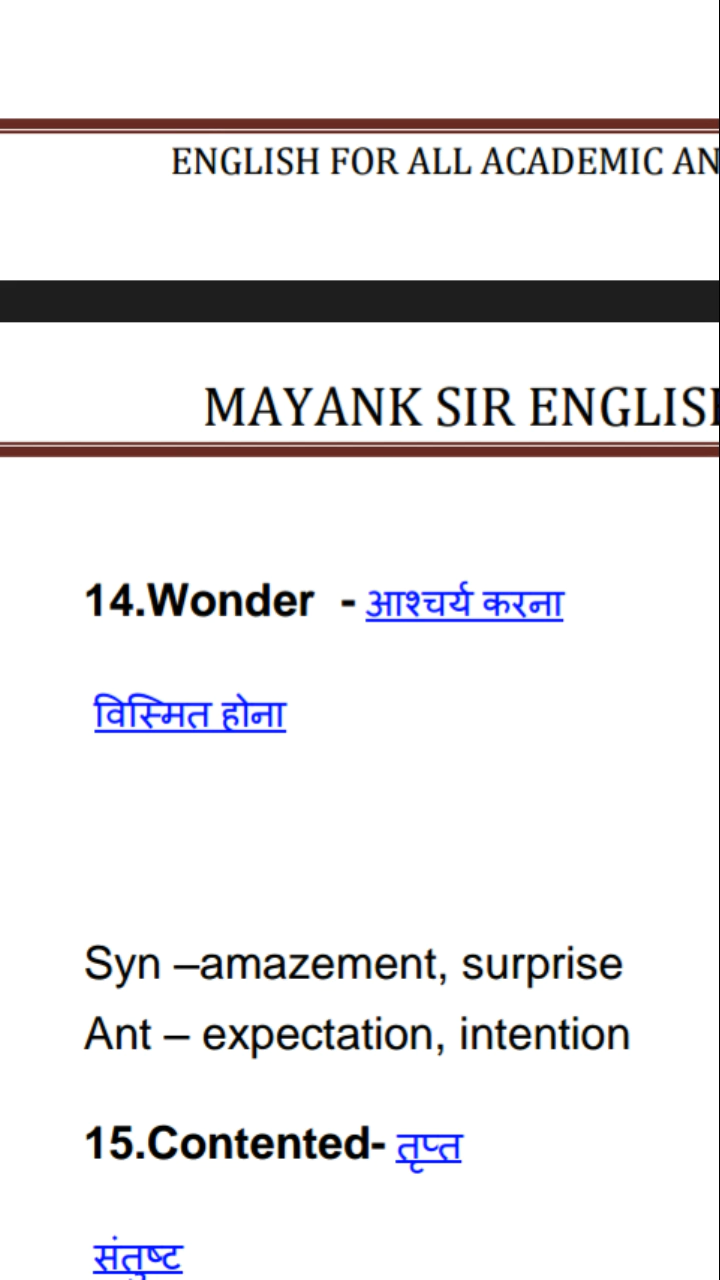 ENGLISH FOR ALL ACADEMIC AN
MAYANK SIR ENGLIS
14.Wonder - आश्चर्य करना
विस्मित होना
Syn –amazement, surprise
Ant – expectation, intention
15.Contented- तृप्त
संतुष्ट